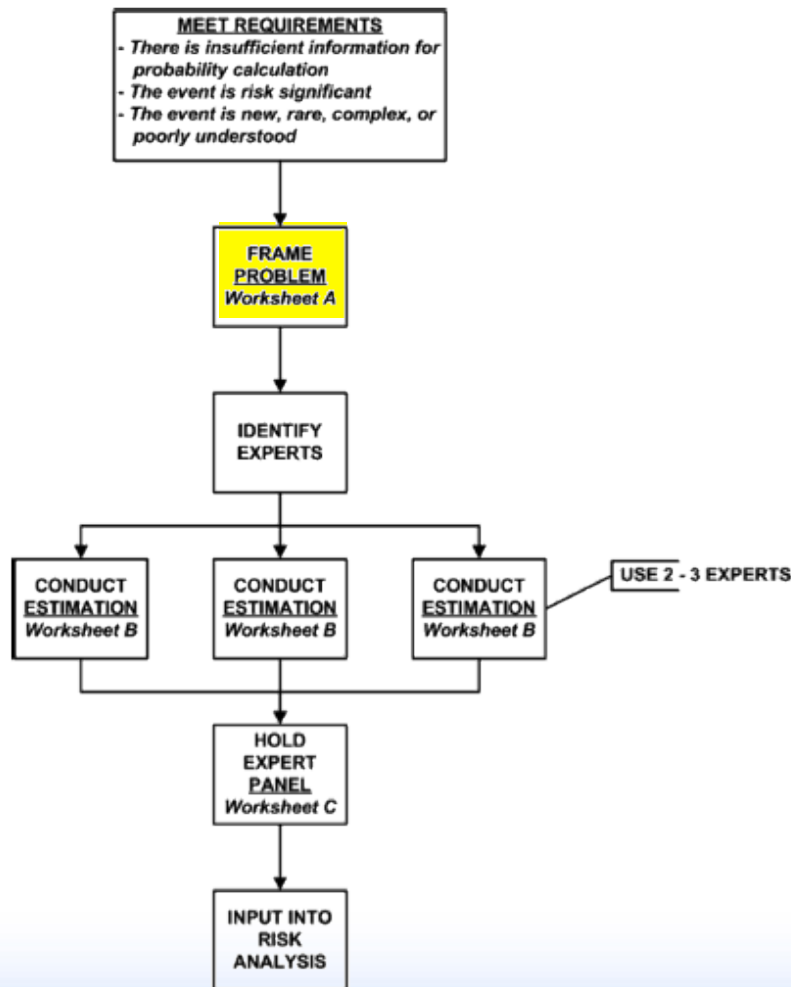 MEET REQUIREMENTS
- There is insufficient information for
probability calculation
- The event is risk significant
- The event is new, rare, complex, or
poorly understood
FRAME
PROBLEM
Worksheet A
IDENTIFY
EXPERTS
CONDUCT
ESTIMATION
Worksheet B
CONDUCT
ESTIMATION
Worksheet B
CONDUCT
ESTIMATION
Worksheet B
USE 2 - 3 EXPERTS
HOLD
EXPERT
PANEL
Worksheet C
INPUT INTO
RISK
ANALYSIS